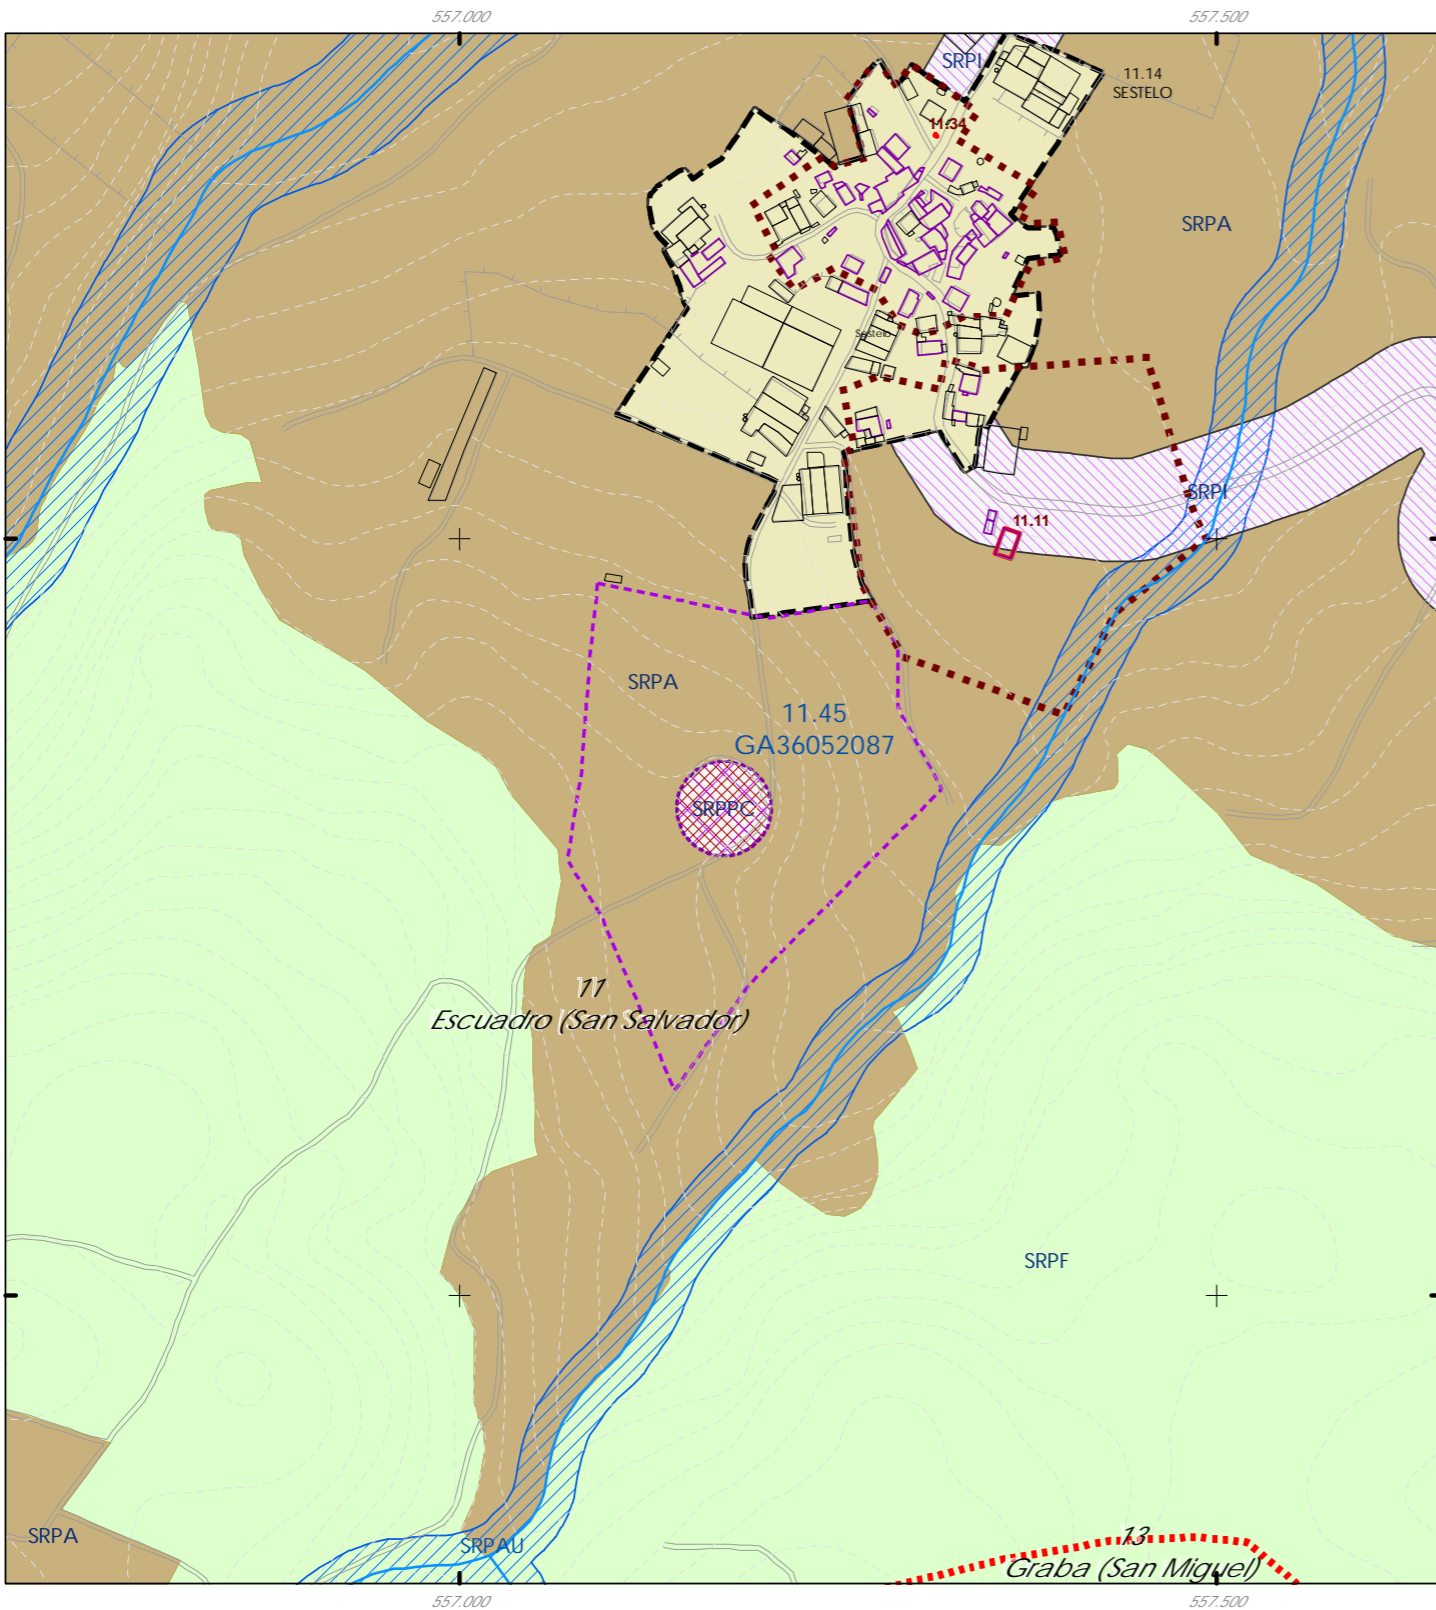 557.000
557.500
SRPI
11.14
SESTELO
11.34
SRPA
Sestelo
SRPI
11.11
SRPA
11.45
GA36052087
SRPPC
11
Escuadro (San Salvador)
SRPF
SRPA
SRPAU
13
Graba (San Miguel)
557.000
557.500